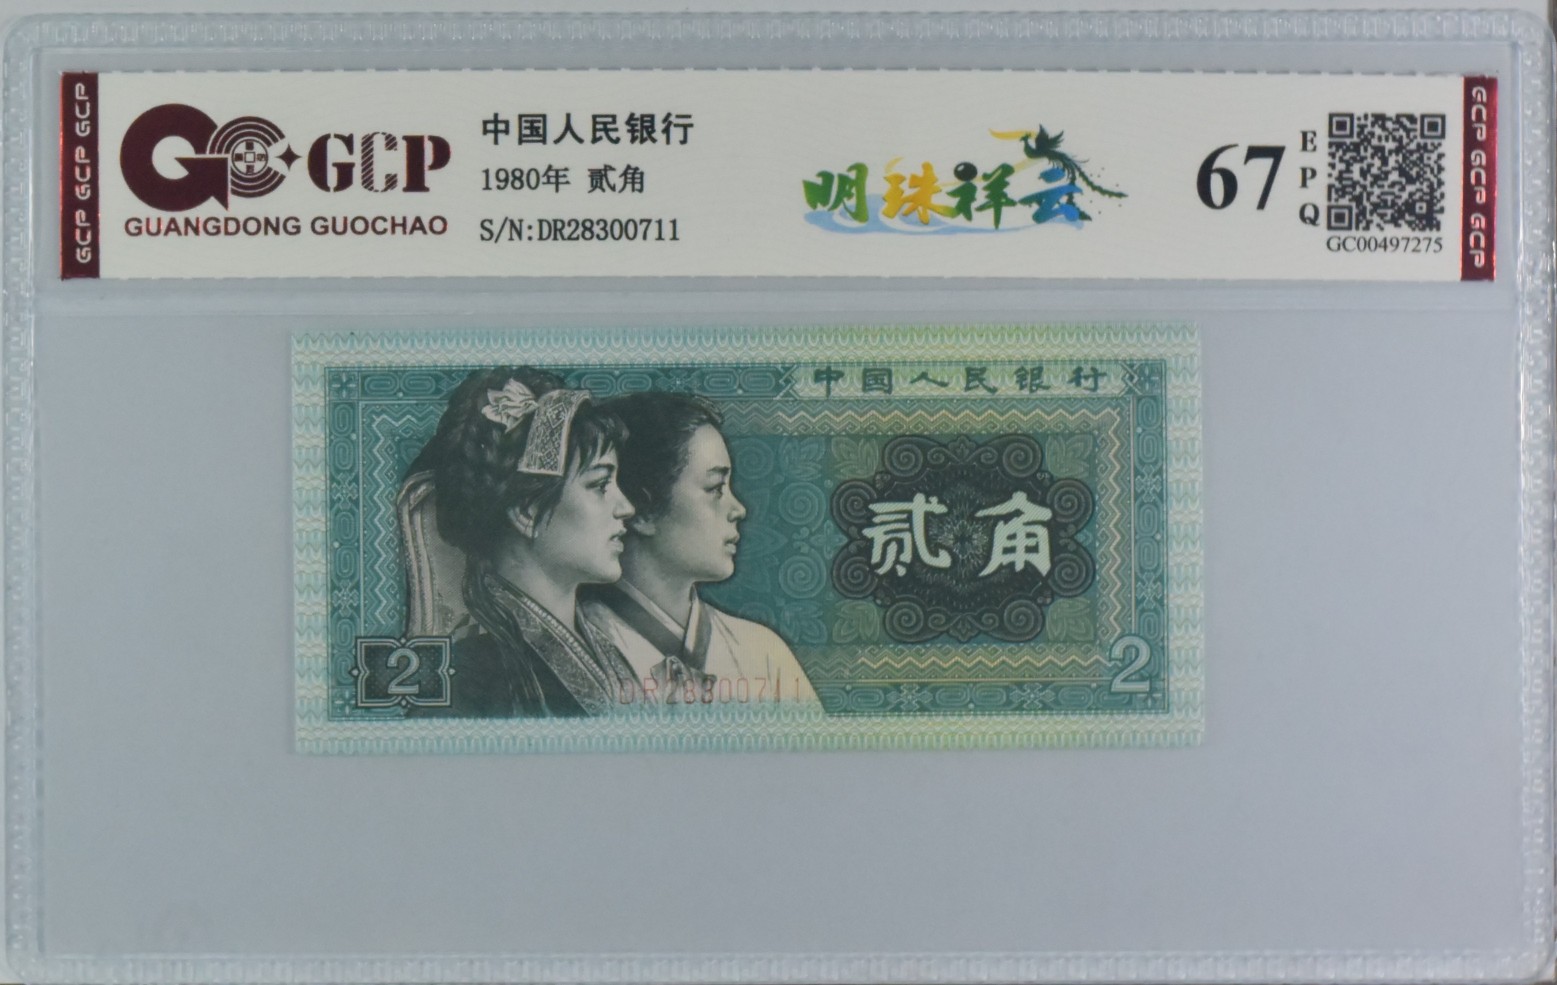 GCP GCP GCP
GCP
GUANGDONG GUOCHAO
中国人民银行
1980年 贰角
S/N:DR28300711
明珠祥云
67
EPQ
GC00497275
GCP GCP GCP
中国人民银行
贰角
2
2
DR28300711